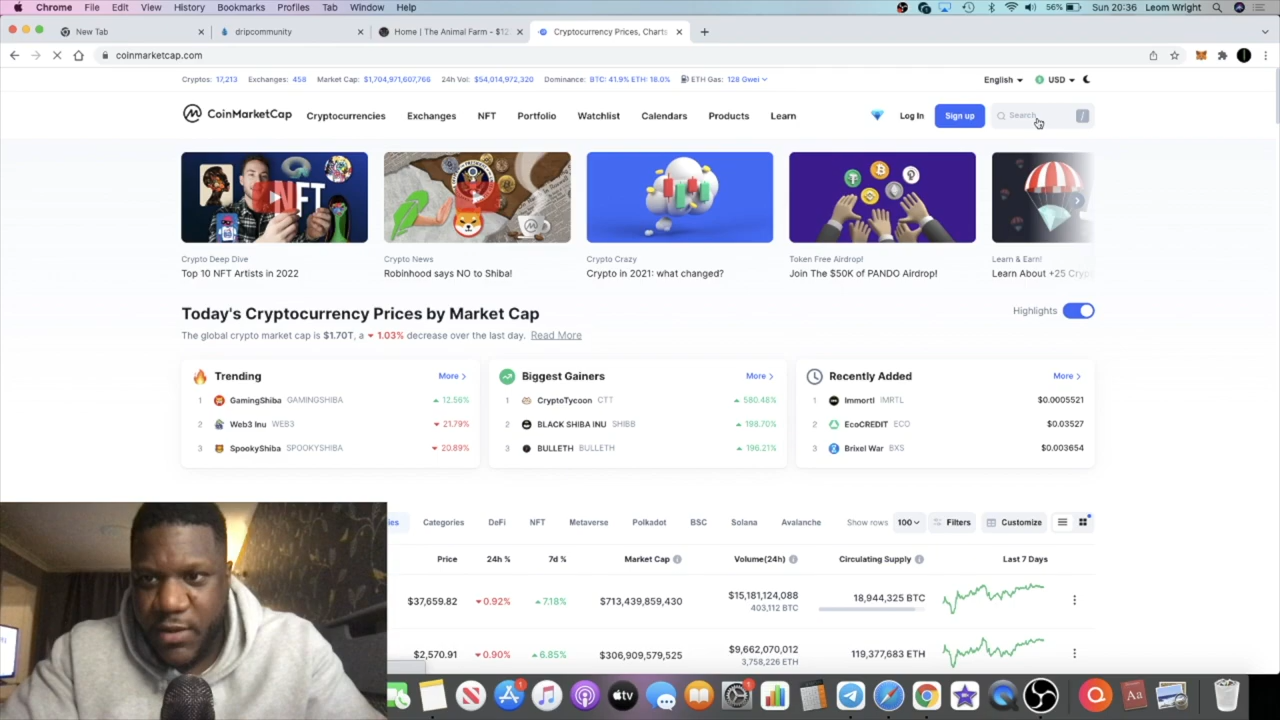 Chrome File Edit View History Bookmarks Profiles Tab Window Help 56% Sun 20:36 Leom Wright
New Tab dripcommunity Home | The Animal Farm - $12 Cryptocurrency Prices, Charts
coinmarketcap.com
Cryptos: 17,213 Exchanges: 458 Market Cap: $1,704,971,607,766 24h Vol: $54,014,972,320 Dominance: BTC: 41.9% ETH: 18.0% ETH Gas: 128 Gwei English USD
CoinMarketCap Cryptocurrencies Exchanges NFT Portfolio Watchlist Calendars Products Learn Log In Sign up Search /
NFT
Crypto Deep Dive
Top 10 NFT Artists in 2022
Crypto News
Robinhood says NO to Shiba!
Crypto Crazy
Crypto in 2021: what changed?
Token Free Airdrop!
Join The $50K of PANDO Airdrop!
Learn & Earn!
Learn About +25 Cryp
Today's Cryptocurrency Prices by Market Cap
Highlights
The global crypto market cap is $1.70T, a 1.03% decrease over the last day. Read More
Trending More
1 GamingShiba GAMINGSHIBA 12.56%
2 Web3 Inu WEB3 21.79%
3 SpookyShiba SPOOKYSHIBA 20.89%
Biggest Gainers More
1 CryptoTycoon CTT 580.48%
2 BLACK SHIBA INU SHIBB 198.70%
3 BULLETH BULLETH 196.21%
Recently Added More
1 Immortl IMRTL $0.0005521
2 EcoCREDIT ECO $0.03527
3 Brixel War BXS $0.003654
ies Categories DeFi NFT Metaverse Polkadot BSC Solana Avalanche Show rows 100 Filters Customize
Price 24h % 7d % Market Cap Volume(24h) Circulating Supply Last 7 Days
$37,659.82 0.92% 7.18% $713,439,859,430 $15,181,124,088 18,944,325 BTC
403,112 BTC
$2,570.91 0.90% 6.85% $306,909,579,525 $9,662,070,012 119,377,683 ETH
3,758,226 ETH
tv